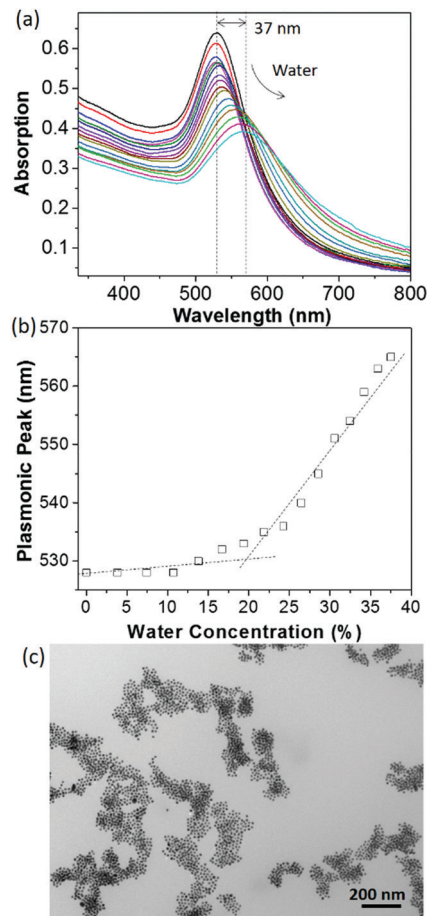 (a)
37 nm
Water
0.6
0.5
0.4
0.3
0.2
0.1
Absorption
400 500 600 700 800
Wavelength (nm)
(b)
570
560
550
540
530
Plasmonic Peak (nm)
0 5 10 15 20 25 30 35 40
Water Concentration (%)
(c)
200 nm